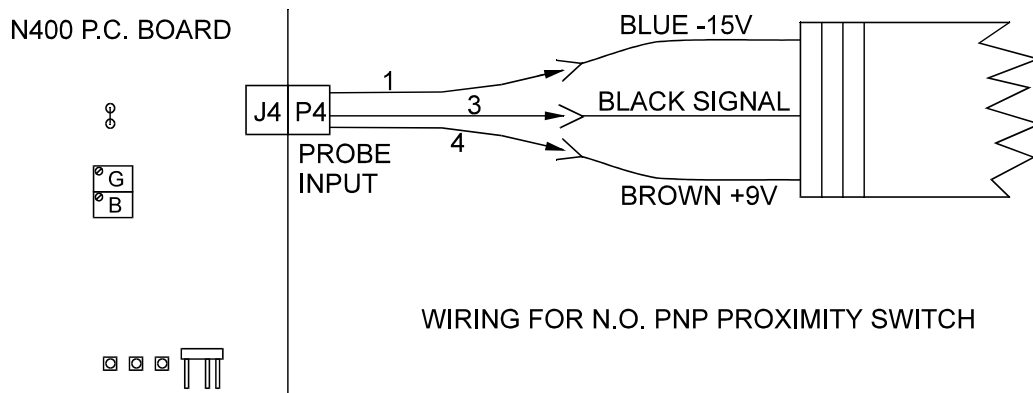 N400 P.C. BOARD
BLUE -15V
1
J4 P4
3
BLACK SIGNAL
4
PROBE
INPUT
G
B
BROWN +9V
WIRING FOR N.O. PNP PROXIMITY SWITCH